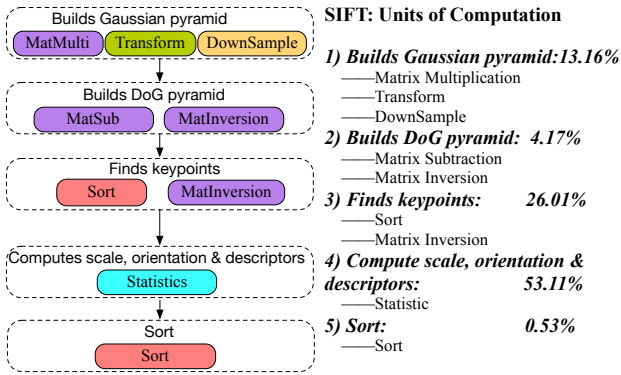 Builds Gaussian pyramid
MatMulti Transform DownSample
Builds DoG pyramid
MatSub MatInversion
Finds keypoints
Sort MatInversion
Computes scale, orientation & descriptors
Statistics
Sort
Sort
SIFT: Units of Computation
1) Builds Gaussian pyramid:13.16%
——Matrix Multiplication
——Transform
——DownSample
2) Builds DoG pyramid: 4.17%
——Matrix Subtraction
——Matrix Inversion
3) Finds keypoints: 26.01%
——Sort
——Matrix Inversion
4) Compute scale, orientation &
descriptors: 53.11%
——Statistic
5) Sort: 0.53%
——Sort